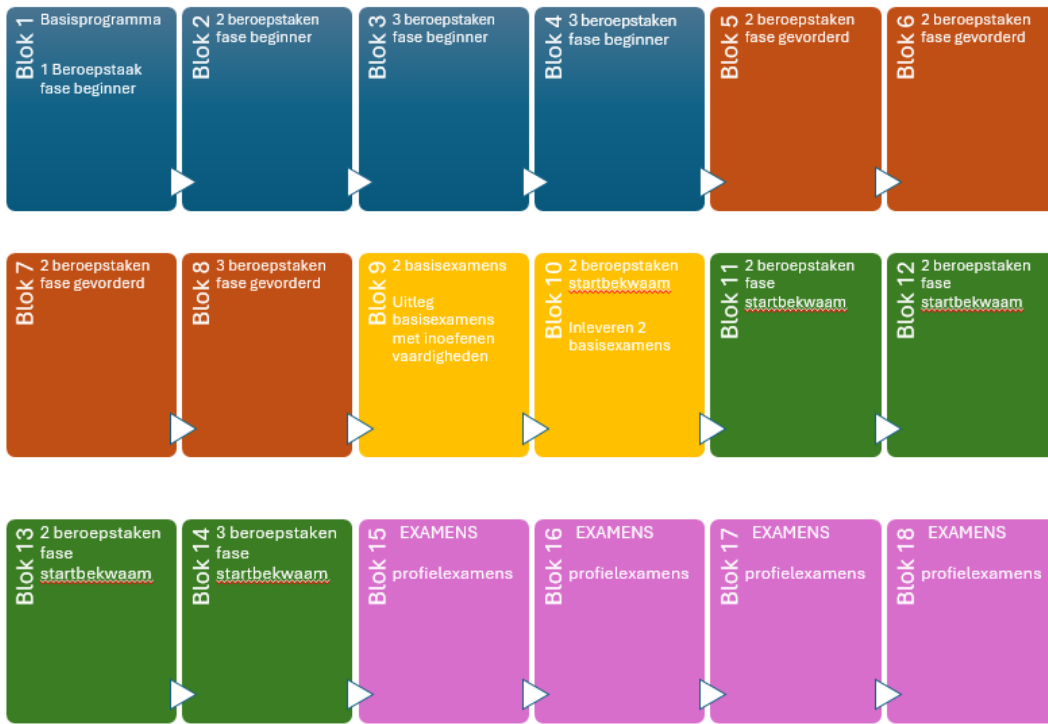 Blok 1
Basisprogramma
1 Beroepstaak
fase beginner
Blok 2
2 beroepstaken
fase beginner
Blok 3
3 beroepstaken
fase beginner
Blok 4
3 beroepstaken
fase beginner
Blok 5
2 beroepstaken
fase gevorderd
Blok 6
2 beroepstaken
fase gevorderd
Blok 7
2 beroepstaken
fase gevorderd
Blok 8
3 beroepstaken
fase gevorderd
Blok 9
2 basisexamens
Uitleg
basisexamens
met inoefenen
vaardigheden
Blok 10
2 beroepstaken
startbekwaam
Inleveren 2
basisexamens
Blok 11
2 beroepstaken
fase
startbekwaam
Blok 12
2 beroepstaken
fase
startbekwaam
Blok 13
2 beroepstaken
fase
startbekwaam
Blok 14
3 beroepstaken
fase
startbekwaam
Blok 15
EXAMENS
profielexamens
Blok 16
EXAMENS
profielexamens
Blok 17
EXAMENS
profielexamens
Blok 18
EXAMENS
profielexamens